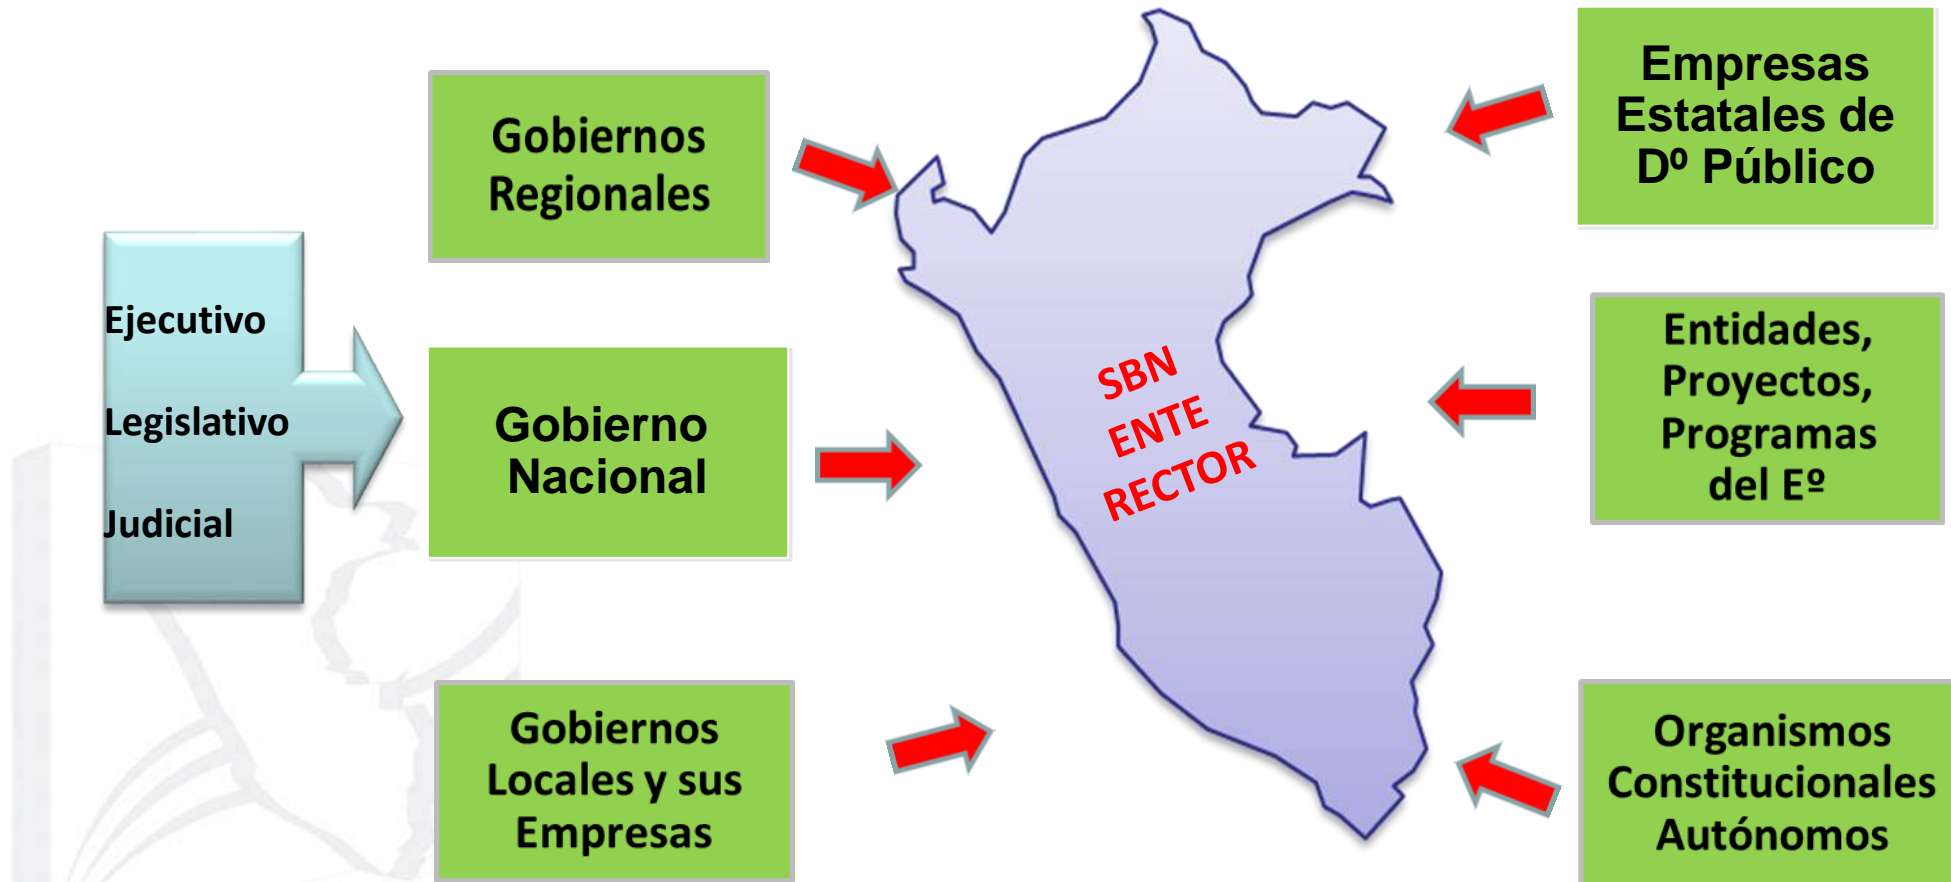 Ejecutivo
Legislativo
Judicial
Gobiernos
Regionales
Gobierno
Nacional
Gobiernos
Locales y sus
Empresas
SBN
ENTE
RECTOR
Empresas
Estatales de
Dº Público
Entidades,
Proyectos,
Programas
del Eº
Organismos
Constitucionales
Autónomos